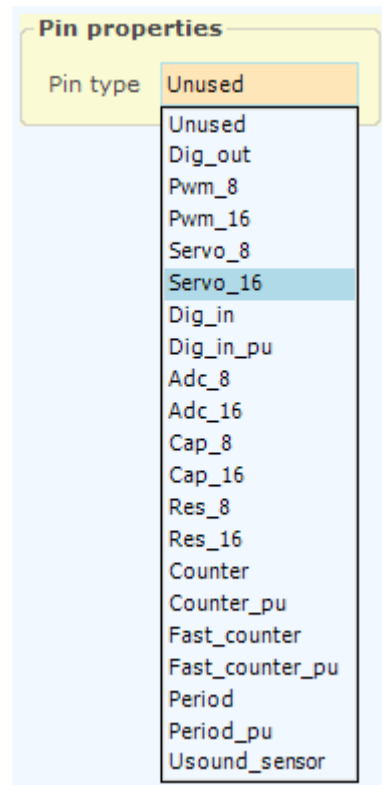 Pin properties
Pin type Unused
Unused
Dig_out
Pwm_8
Pwm_16
Servo_8
Servo_16
Dig_in
Dig_in_pu
Adc_8
Adc_16
Cap_8
Cap_16
Res_8
Res_16
Counter
Counter_pu
Fast_counter
Fast_counter_pu
Period
Period_pu
Usound_sensor